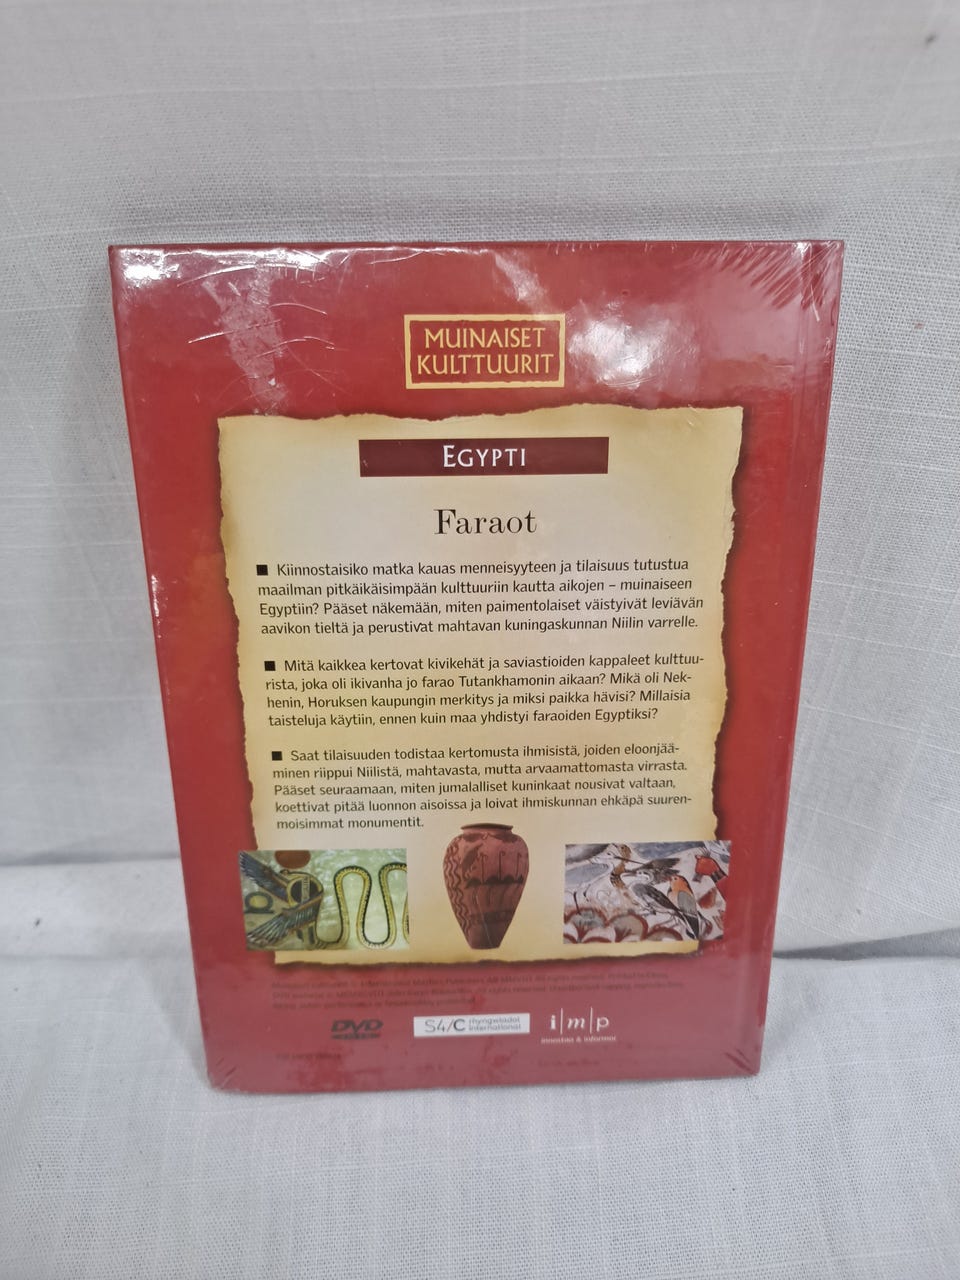 MUINAISET
KULTTUURIT
EGYPTI
Faraot
■ Kiinnostaisiko matka kauas menneisyyteen ja tilaisuus tutustua
maailman pitkäikäisimpään kulttuuriin kautta aikojen – muinaiseen
Egyptiin? Pääset näkemään, miten paimentolaiset väistyivät leviävän
aavikon tieltä ja perustivat mahtavan kuningaskunnan Niilin varrelle.
■ Mitä kaikkea kertovat kivikehät ja saviastioiden kappaleet kulttuu-
rista, joka oli ikivanha jo farao Tutankhamonin aikaan? Mikä oli Nek-
henin, Horuksen kaupungin merkitys ja miksi paikka hävisi? Millaisia
taisteluja käytiin, ennen kuin maa yhdistyi faraoiden Egyptiksi?
■ Saat tilaisuuden todistaa kertomusta ihmisistä, joiden eloonjää-
minen riippui Niilistä, mahtavasta, mutta arvaamattomasta virrasta.
Pääset seuraamaan, miten jumalalliset kuninkaat nousivat valtaan,
koettivat pitää luonnon aisoissa ja loivat ihmiskunnan ehkäpä suuren-
moisimmat monumentit.
DVD
VIDEO
S4/C rhyngwladol
international
i|m|p
innostaa & informoi